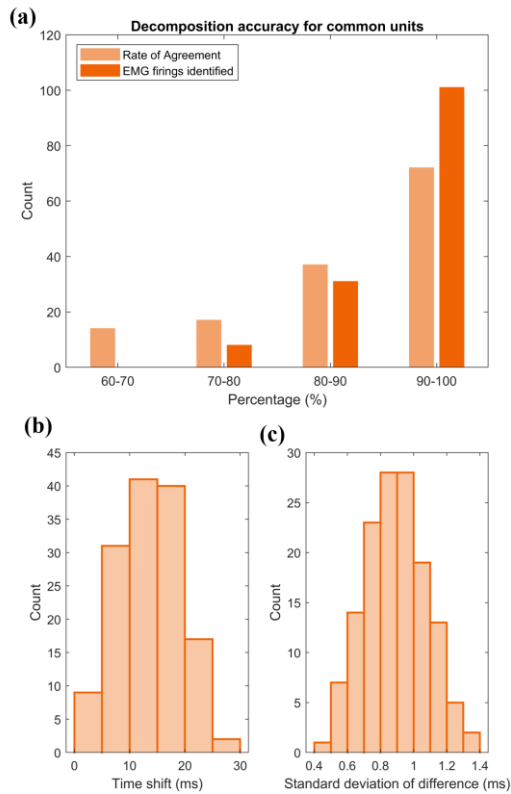 (a)
Decomposition accuracy for common units
Rate of Agreement
EMG firings identified
120
100
80
60
40
20
0
Count
60-70 70-80 80-90 90-100
Percentage (%)
(b)
45
40
35
30
25
20
15
10
5
0
Count
0 10 20 30
Time shift (ms)
(c)
30
25
20
15
10
5
0
Count
0.4 0.6 0.8 1 1.2 1.4
Standard deviation of difference (ms)